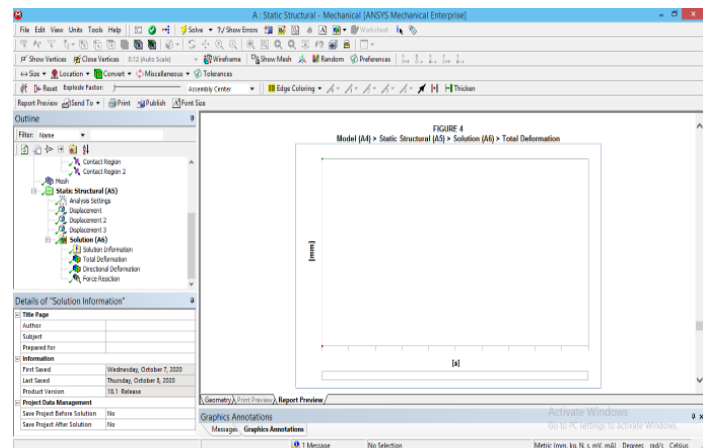 A : Static Structural - Mechanical [ANSYS Mechanical Enterprise]
File Edit View Units Tools Help Solve ?/ Show Errors Worksheet
Show Vertices Close Vertices 0.12 (Auto Scale) Wireframe Show Mesh Random Preferences
Size Location Convert Miscellaneous Tolerances
Reset Explode Factor: Assembly Center Edge Coloring Thicken
Report Preview Send To Print Publish Font Size
Outline
Filter: Name
Contact Region
Contact Region 2
Mesh
Static Structural (A5)
Analysis Settings
Displacement
Displacement 2
Displacement 3
Solution (A6)
Solution Information
Total Deformation
Directional Deformation
Force Reaction
Details of "Solution Information"
Title Page
Author
Subject
Prepared for
Information
First Saved Wednesday, October 7, 2020
Last Saved Thursday, October 8, 2020
Product Version 18.1 Release
Project Data Management
Save Project Before Solution No
Save Project After Solution No
FIGURE 4
Model (A4) > Static Structural (A5) > Solution (A6) > Total Deformation
[mm]
[s]
Geometry Print Preview Report Preview
Graphics Annotations
Messages Graphics Annotations
Activate Windows
Go to PC settings to activate Windows.
1 Message No Selection Metric (mm, kg, N, s, mV, mA) Degrees rad/s Celsius